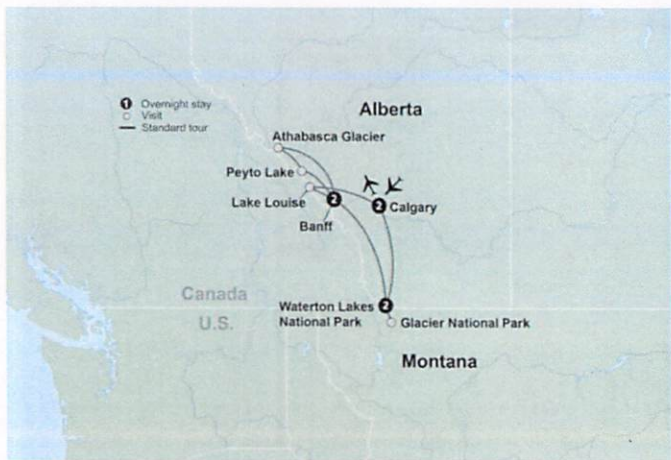 1 Overnight stay
Visit
Standard tour
Alberta
Athabasca Glacier
Peyto Lake
Lake Louise
2
2 Calgary
Banff
Canada
U.S.
2
Waterton Lakes
National Park
Glacier National Park
Montana